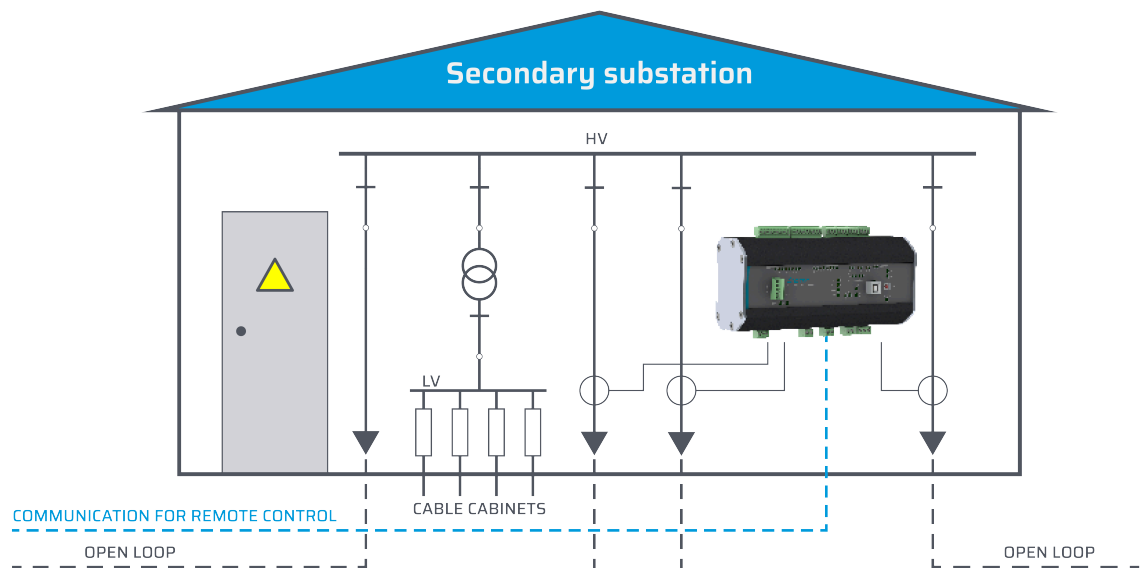 Secondary substation
HV
LV
CABLE CABINETS
COMMUNICATION FOR REMOTE CONTROL
OPEN LOOP
OPEN LOOP